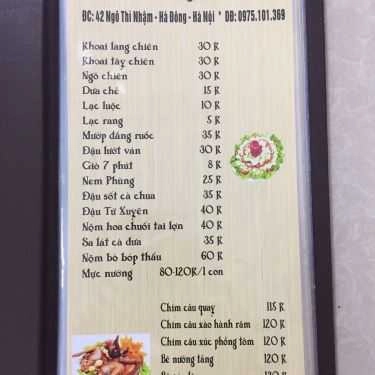 ĐC: 42 Ngô Thì Nhậm - Hà Đông - Hà Nội * DĐ: 0975.101.369
Khoai lang chiên 30 K
Khoai tây chiên 30 K
Ngô chiên 30 K
Dưa chẻ 15 K
Lạc luộc 10 K
Lạc rang 5 K
Mướp đắng ruốc 35 K
Đậu lướt ván 30 K
Giò 7 phút 8 K
Nem Phùng 25 K
Đậu sốt cà chua 35 K
Đậu Tứ Xuyên 40 K
Nộm hoa chuối tai lợn 40 K
Sa lát cà dưa 35 K
Nộm bò bóp thấu 60 K
Mực nướng 80-120K/1 con
Chim câu quay 115 K
Chim câu xào hành răm 120 K
Chim câu xúc phồng tôm 120 K
Bê nướng tảng 120 K